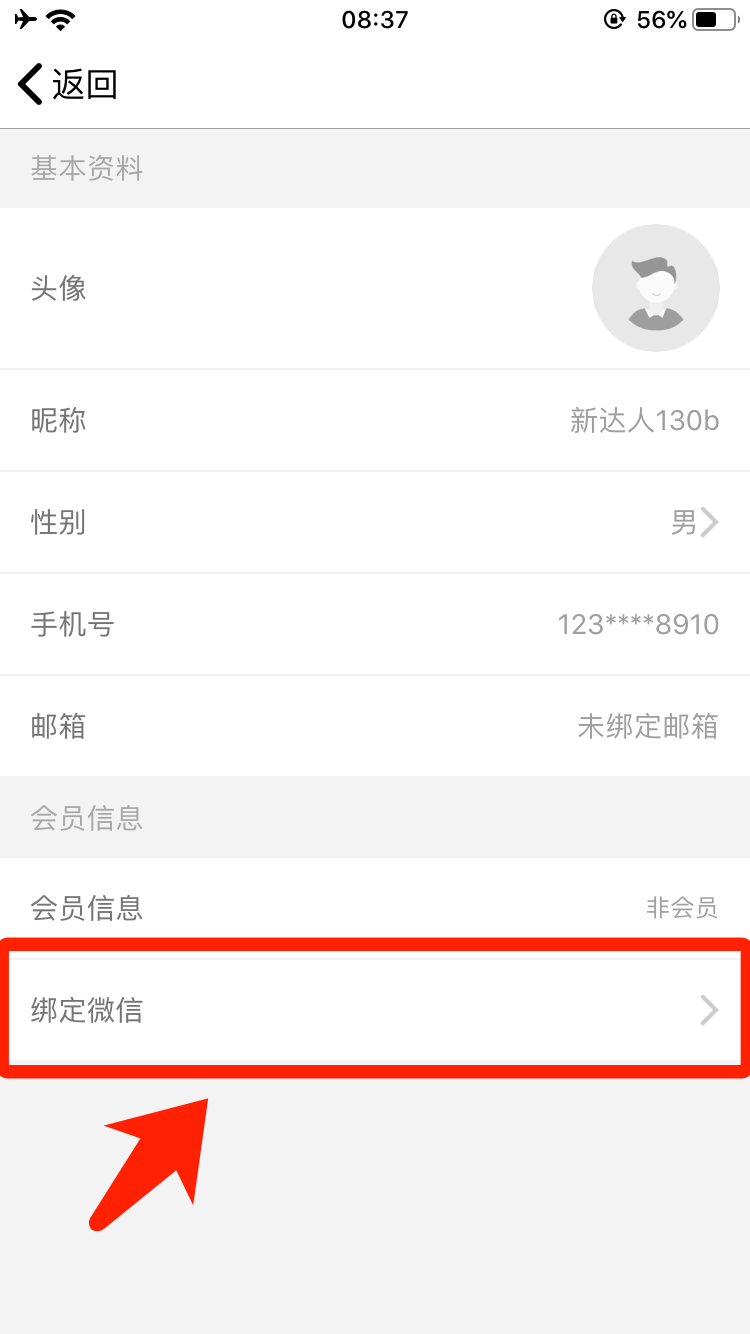 08:37
56%
返回
基本资料
头像
昵称 新达人130b
性别 男
手机号 123****8910
邮箱 未绑定邮箱
会员信息
会员信息 非会员
绑定微信